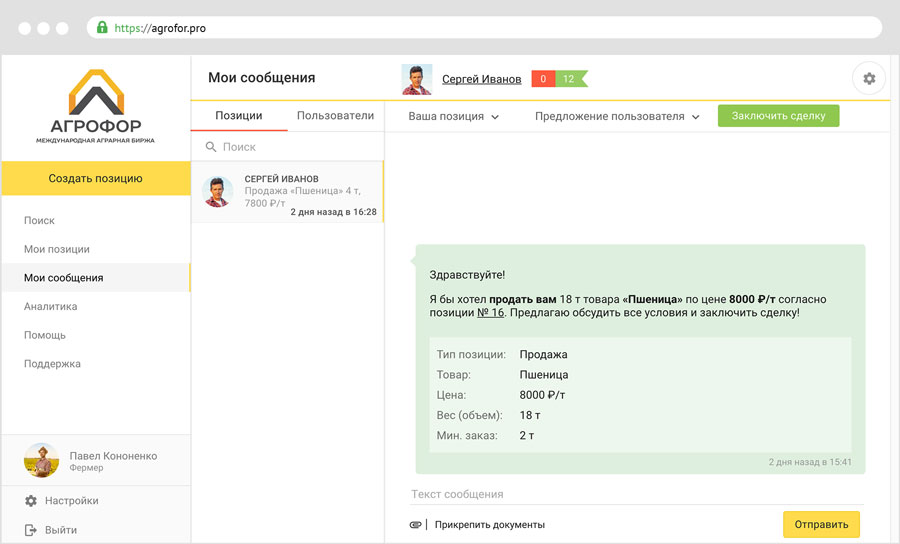 https://agrofor.pro
АГРОФОР
МЕЖДУНАРОДНАЯ АГРАРНАЯ БИРЖА
Создать позицию
Поиск
Мои позиции
Мои сообщения
Аналитика
Помощь
Поддержка
Павел Кононенко
Фермер
Настройки
Выйти
Мои сообщения
Позиции
Пользователи
Поиск
СЕРГЕЙ ИВАНОВ
Продажа «Пшеница» 4 т,
7800 ₽/т
2 дня назад в 16:28
Сергей Иванов
0
12
Ваша позиция
Предложение пользователя
Заключить сделку
Здравствуйте!
Я бы хотел продать вам 18 т товара «Пшеница» по цене 8000 ₽/т согласно
позиции № 16. Предлагаю обсудить все условия и заключить сделку!
Тип позиции: Продажа
Товар: Пшеница
Цена: 8000 ₽/т
Вес (объем): 18 т
Мин. заказ: 2 т
2 дня назад в 15:41
Текст сообщения
Прикрепить документы
Отправить